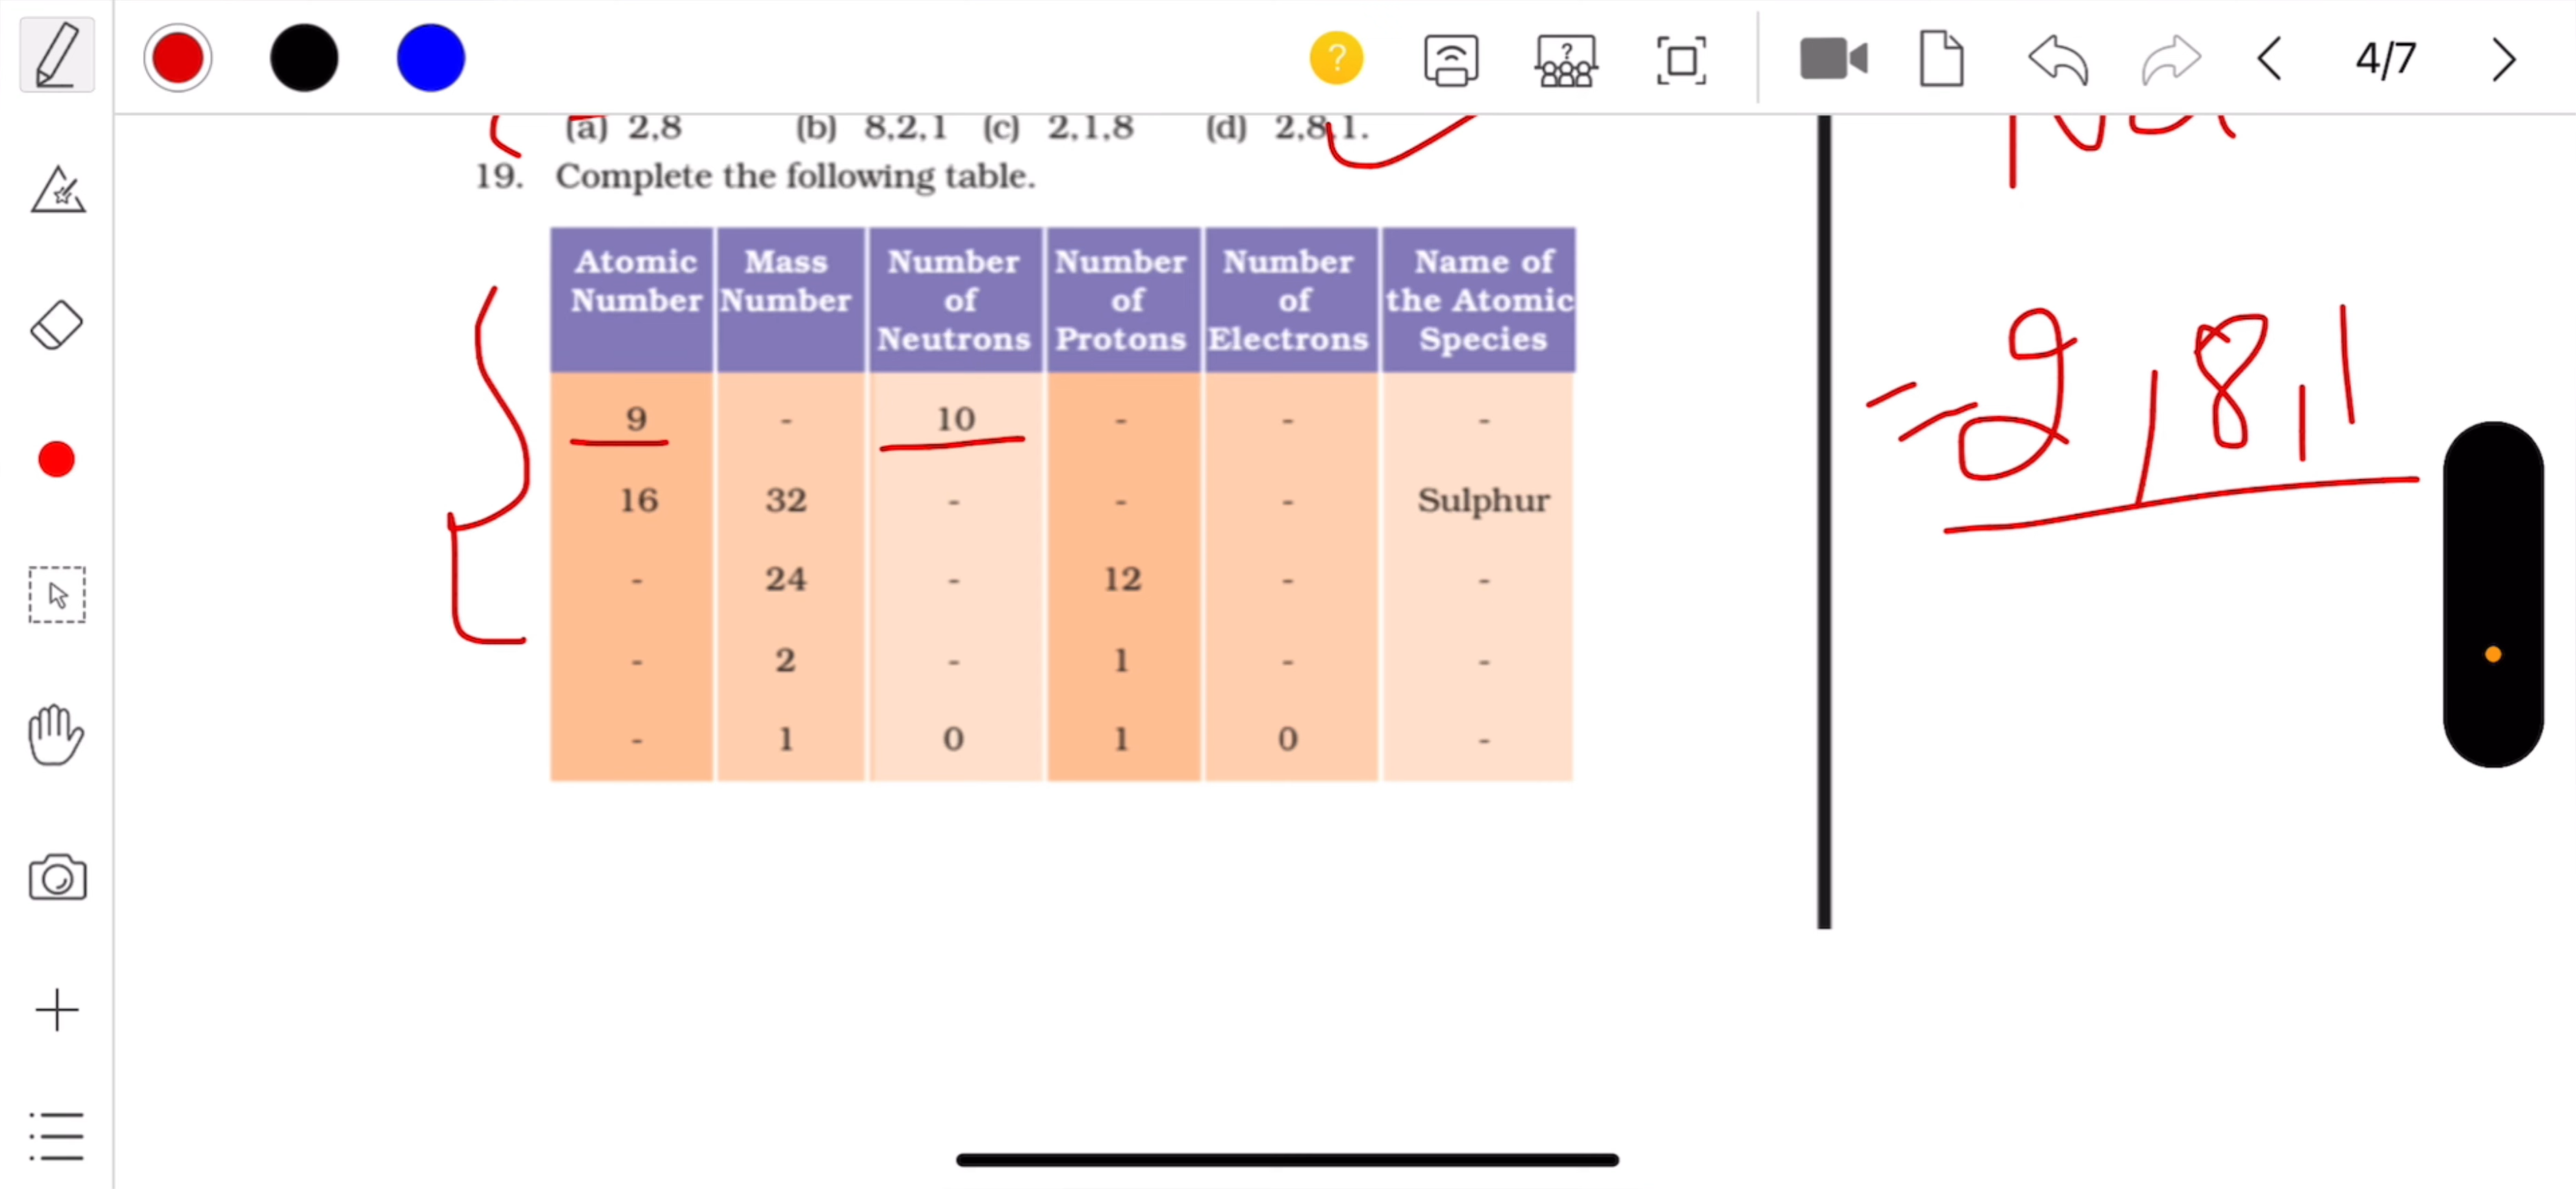 4/7
(a) 2,8 (b) 8,2,1 (c) 2,1,8 (d) 2,8,1.
19. Complete the following table.
Atomic Number Mass Number Number of Neutrons Number of Protons Number of Electrons Name of the Atomic Species
9 - 10 - - -
16 32 - - - Sulphur
- 24 - 12 - -
- 2 - 1 - -
- 1 0 1 0 -
= 2, 8, 1